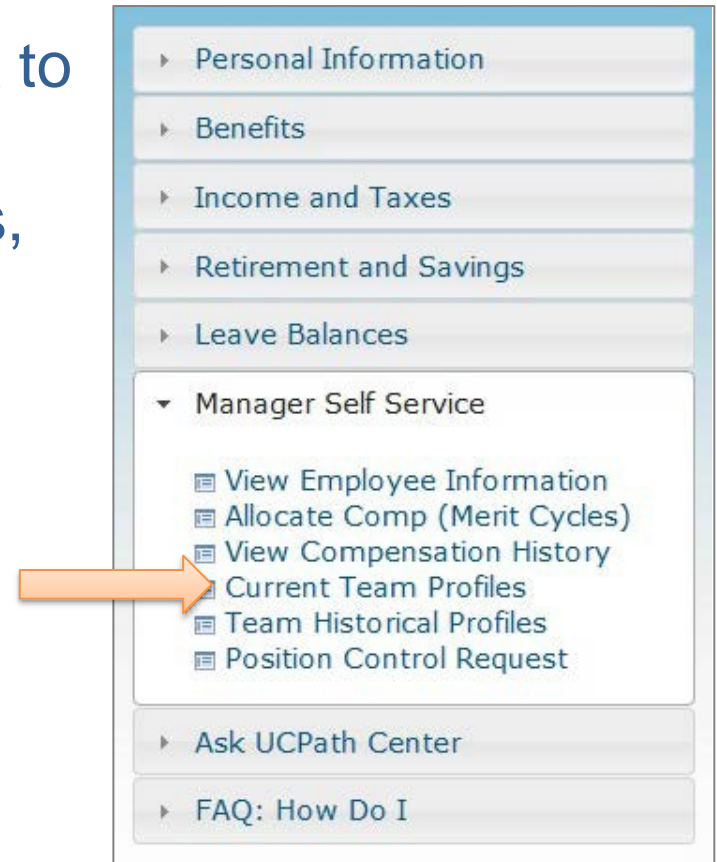 to
s,
Personal Information
Benefits
Income and Taxes
Retirement and Savings
Leave Balances
Manager Self Service
View Employee Information
Allocate Comp (Merit Cycles)
View Compensation History
Current Team Profiles
Team Historical Profiles
Position Control Request
Ask UCPath Center
FAQ: How Do I